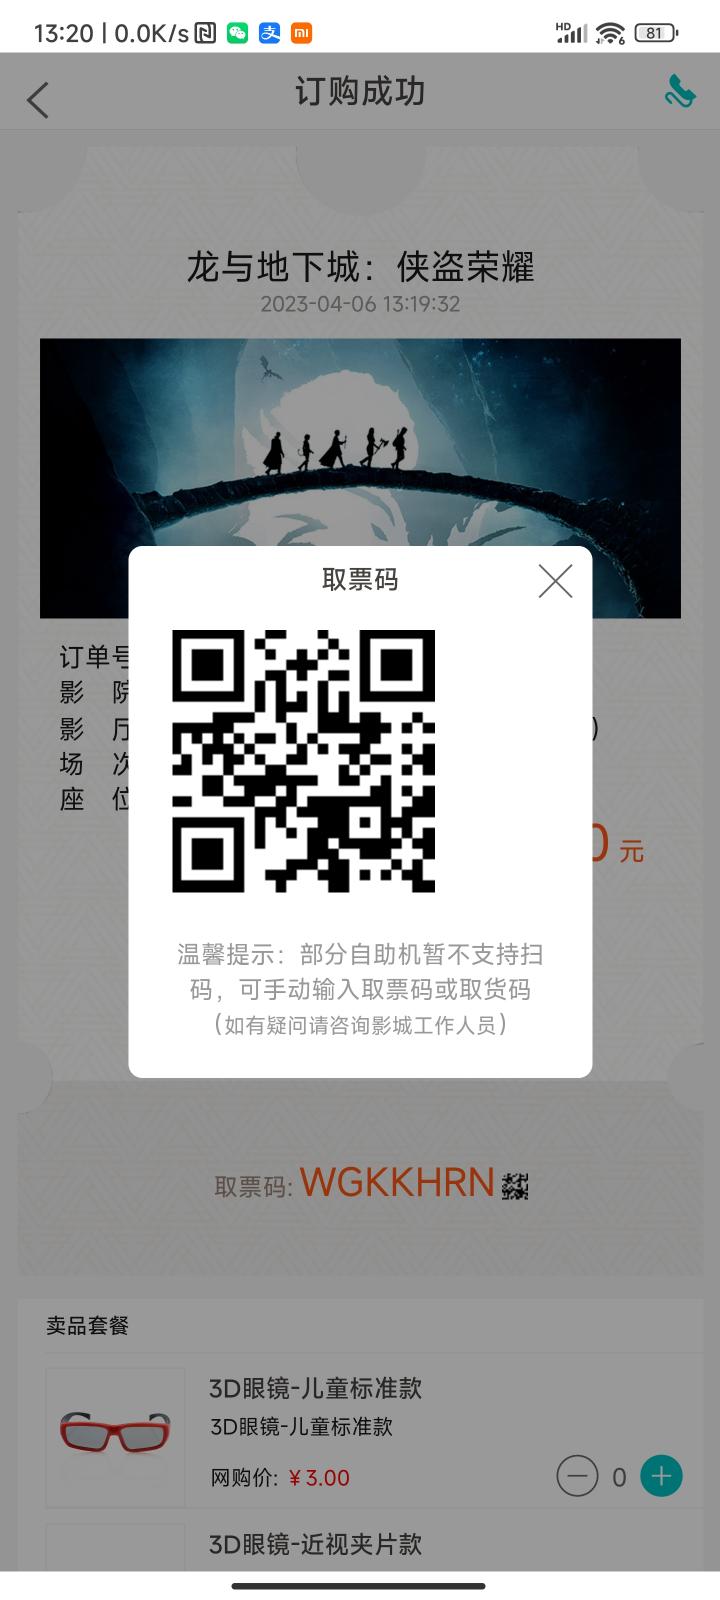 13:20 | 0.0K/s
HD
6
81
订购成功
龙与地下城：侠盗荣耀
2023-04-06 13:19:32
取票码
订单号
影 院
影 厅
)
场 次
座 位
0 元
温馨提示：部分自助机暂不支持扫
码，可手动输入取票码或取货码
（如有疑问请咨询影城工作人员）
取票码: WGKKHRN
卖品套餐
3D眼镜-儿童标准款
3D眼镜-儿童标准款
网购价: ¥ 3.00
0
3D眼镜-近视夹片款